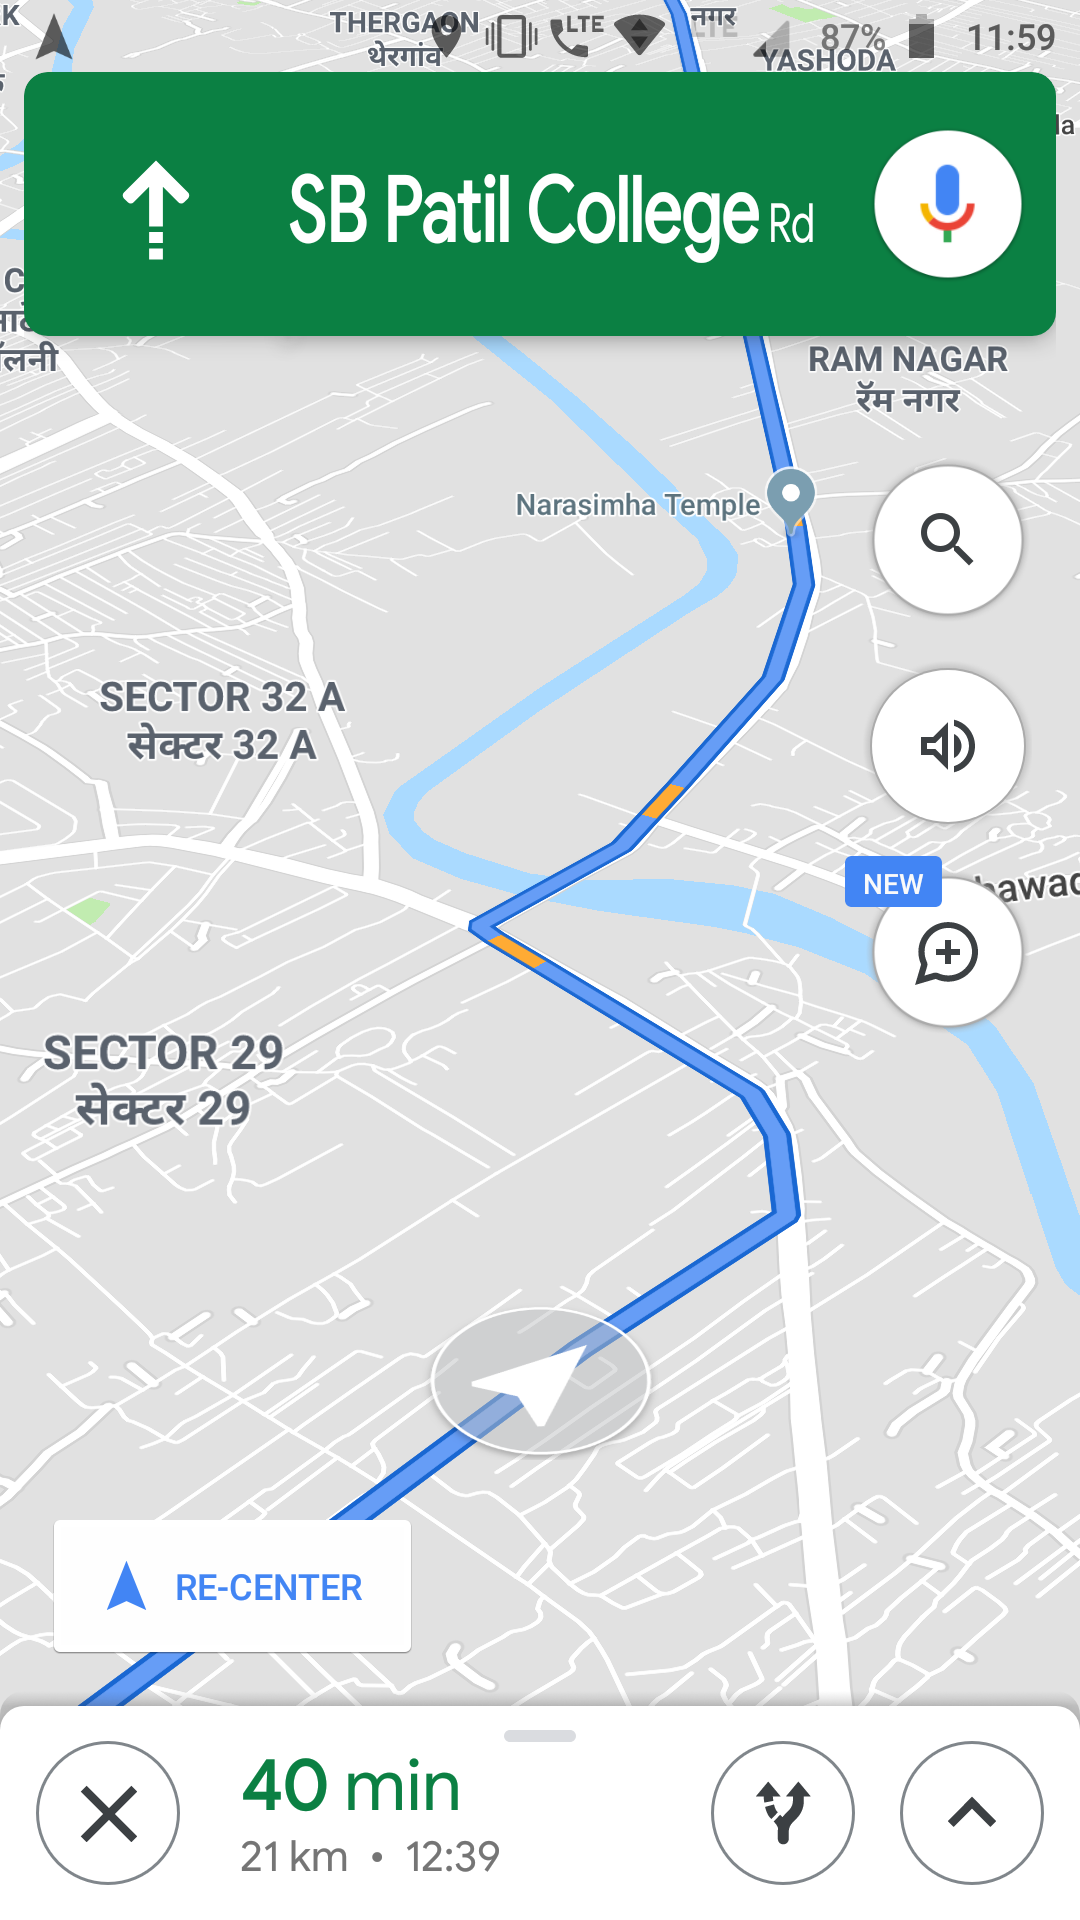 THERGAON
थेरगांव
नगर
LTE
LTE
87%
11:59
YASHODA
SB Patil College Rd
RAM NAGAR
रॅम नगर
Narasimha Temple
SECTOR 32 A
सेक्टर 32 A
NEW
SECTOR 29
सेक्टर 29
RE-CENTER
40 min
21 km • 12:39